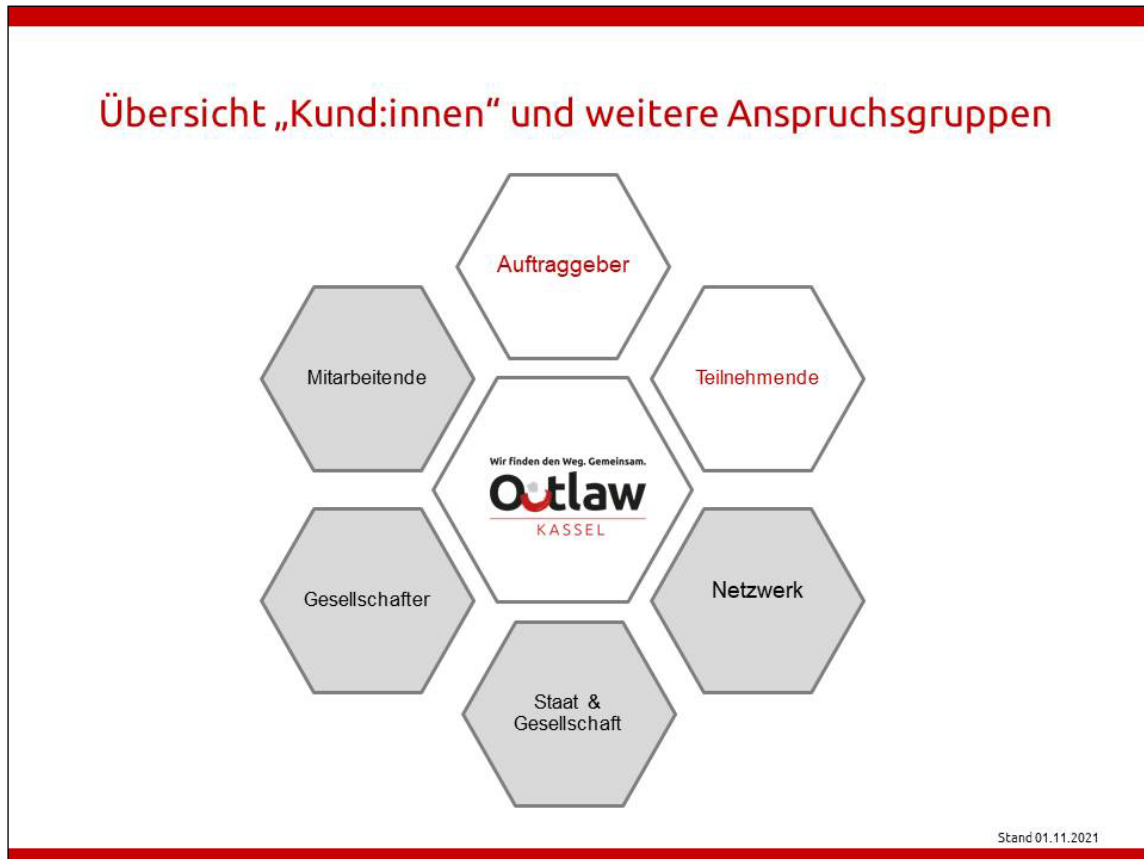 Übersicht „Kund:innen“ und weitere Anspruchsgruppen
Auftraggeber
Mitarbeitende
Teilnehmende
Wir finden den Weg. Gemeinsam.
Outlaw
KASSEL
Gesellschafter
Netzwerk
Staat &
Gesellschaft
Stand 01.11.2021